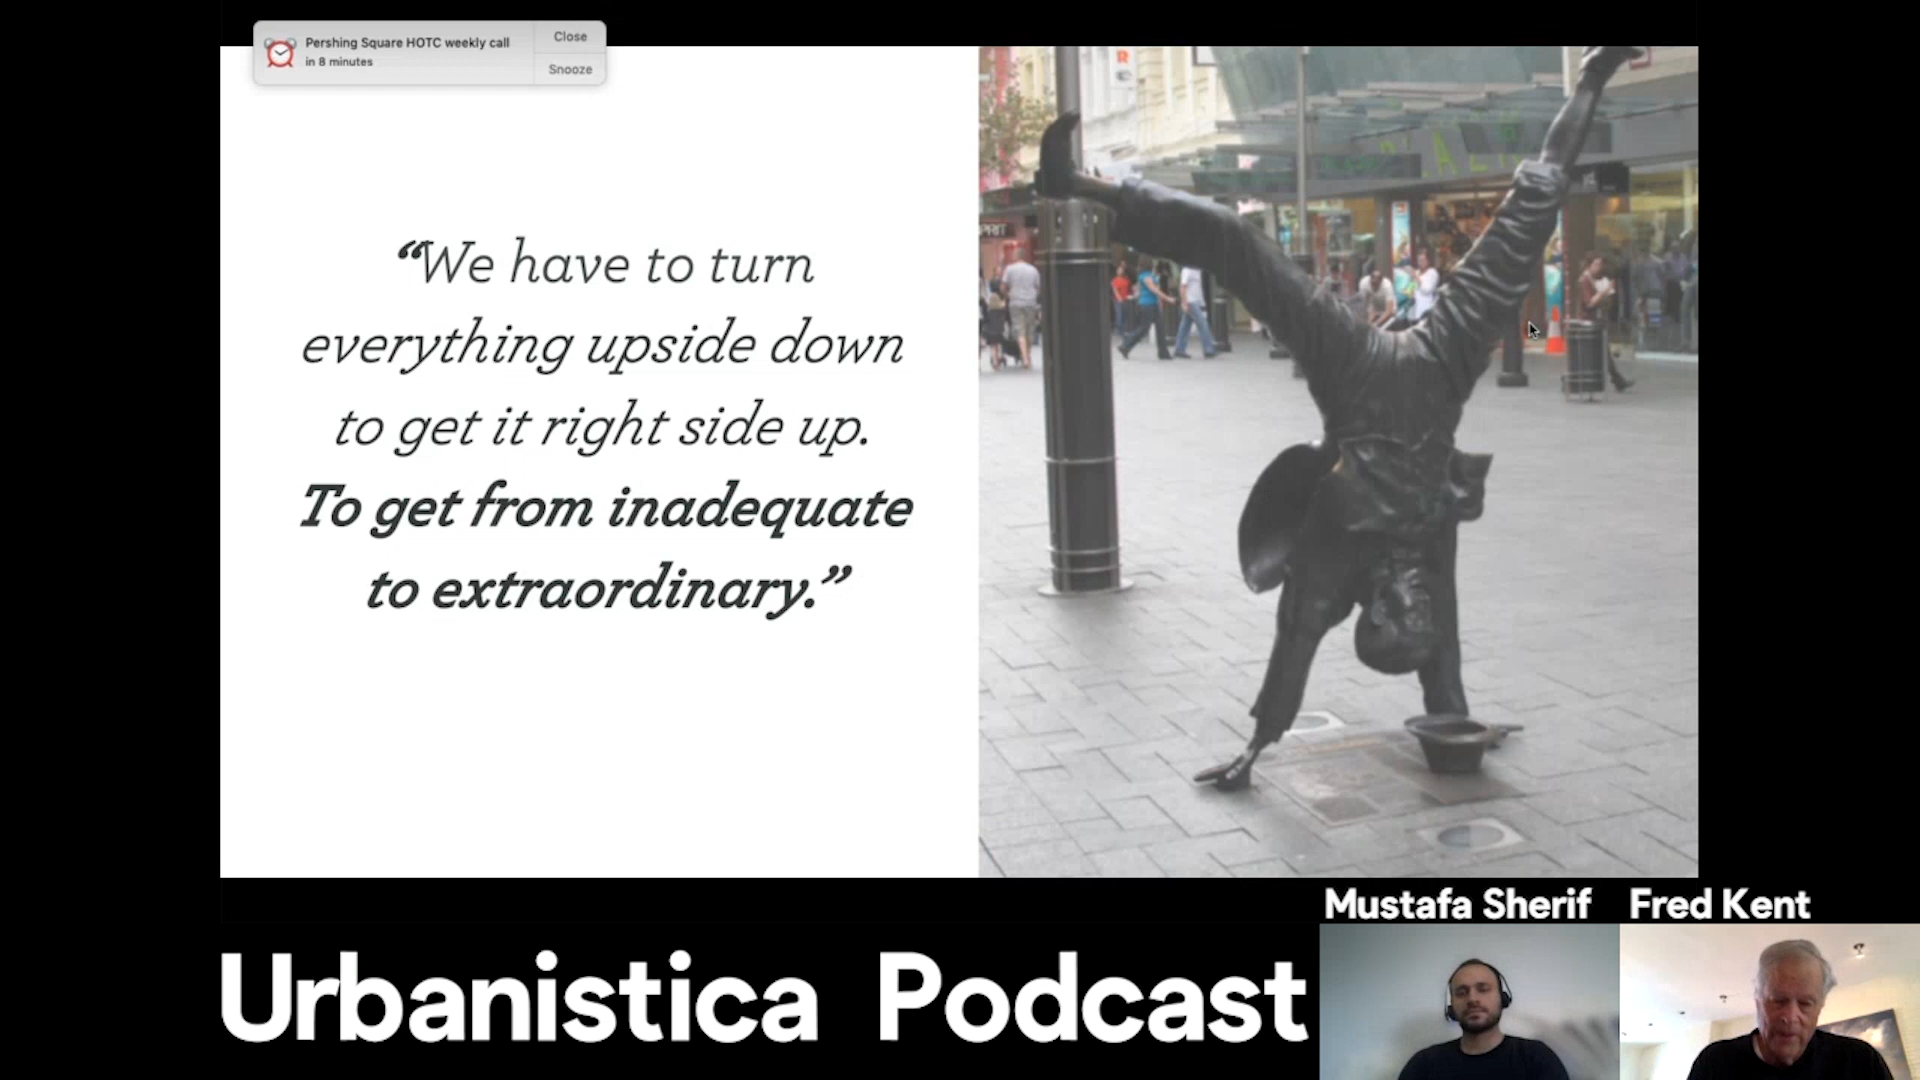 Pershing Square HOTC weekly call
in 8 minutes
Close
Snooze
“We have to turn
everything upside down
to get it right side up.
To get from inadequate
to extraordinary.”
Mustafa Sherif
Fred Kent
Urbanistica Podcast